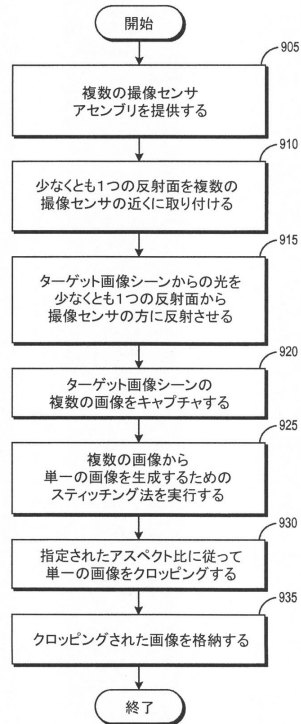 開始
905
複数の撮像センサ
アセンブリを提供する
910
少なくとも1つの反射面を複数の
撮像センサの近くに取り付ける
915
ターゲット画像シーンからの光を
少なくとも1つの反射面から
撮像センサの方に反射させる
920
ターゲット画像シーンの
複数の画像をキャプチャする
925
複数の画像から
単一の画像を生成するための
スティッチング法を実行する
930
指定されたアスペクト比に従って
単一の画像をクロッピングする
935
クロッピングされた画像を格納する
終了